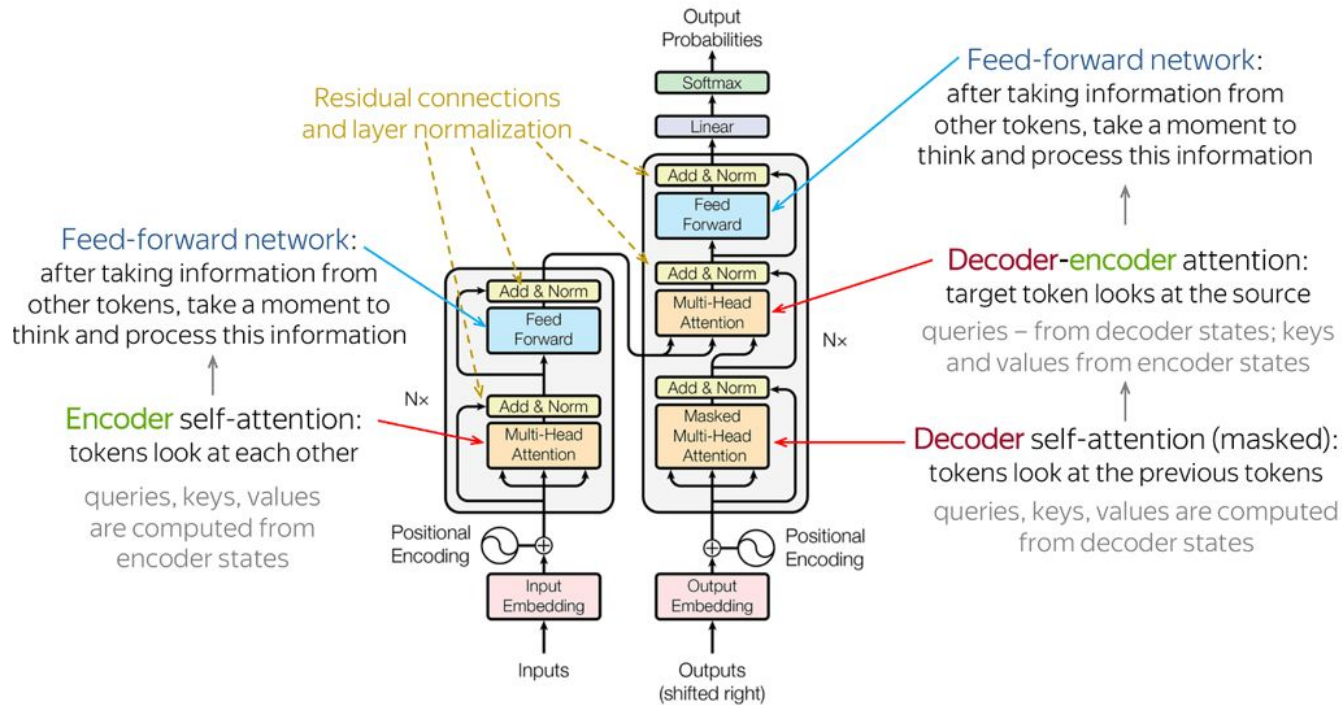 Output
Probabilities
Softmax
Linear
Add & Norm
Feed
Forward
Add & Norm
Multi-Head
Attention
Add & Norm
Masked
Multi-Head
Attention
Nx
Positional
Encoding
Output
Embedding
Outputs
(shifted right)
Residual connections
and layer normalization
Feed-forward network:
after taking information from
other tokens, take a moment to
think and process this information
Encoder self-attention:
tokens look at each other
queries, keys, values
are computed from
encoder states
Nx
Add & Norm
Feed
Forward
Add & Norm
Multi-Head
Attention
Positional
Encoding
Input
Embedding
Inputs
Feed-forward network:
after taking information from
other tokens, take a moment to
think and process this information
Decoder-encoder attention:
target token looks at the source
queries – from decoder states; keys
and values from encoder states
Decoder self-attention (masked):
tokens look at the previous tokens
queries, keys, values are computed
from decoder states